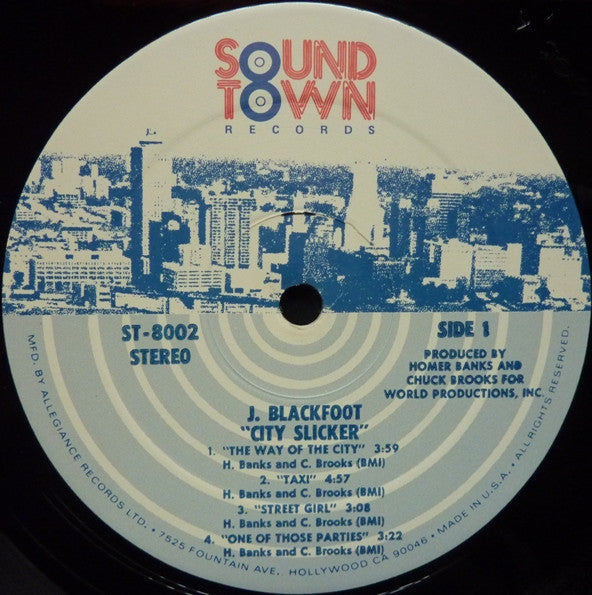 SOUND
TOWN
RECORDS
ST-8002
STEREO
SIDE 1
PRODUCED BY
HOMER BANKS AND
CHUCK BROOKS FOR
WORLD PRODUCTIONS, INC.
J. BLACKFOOT
"CITY SLICKER"
1. "THE WAY OF THE CITY" 3:59
H. Banks and C. Brooks (BMI)
2. "TAXI" 4:57
H. Banks and C. Brooks (BMI)
3. "STREET GIRL" 3:08
H. Banks and C. Brooks (BMI)
4. "ONE OF THOSE PARTIES" 3:22
H. Banks and C. Brooks (BMI)
MFD. BY ALLEGIANCE RECORDS LTD. • 7525 FOUNTAIN AVE., HOLLYWOOD CA 90046 • MADE IN U.S.A. • ALL RIGHTS RESERVED.